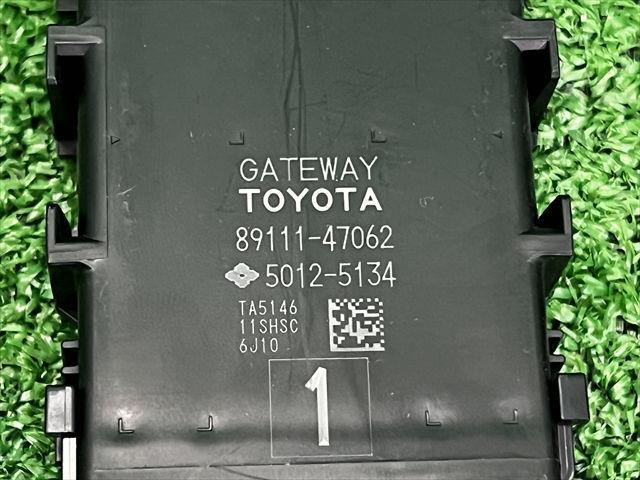 GATEWAY
TOYOTA
89111-47062
5012-5134
TA5146
11SHSC
6J10
1